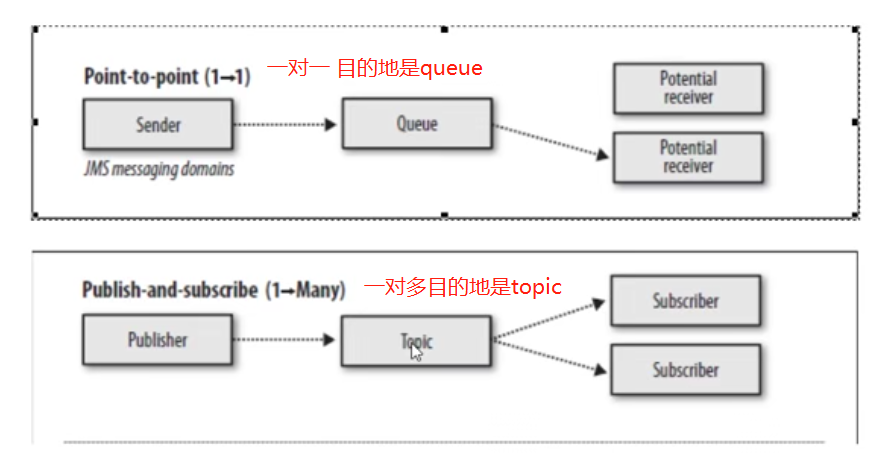 Point-to-point (1→1)
一对一 目的地是queue
Sender
Queue
Potential
receiver
Potential
receiver
JMS messaging domains
Publish-and-subscribe (1→Many)
一对多目的地是topic
Publisher
Topic
Subscriber
Subscriber